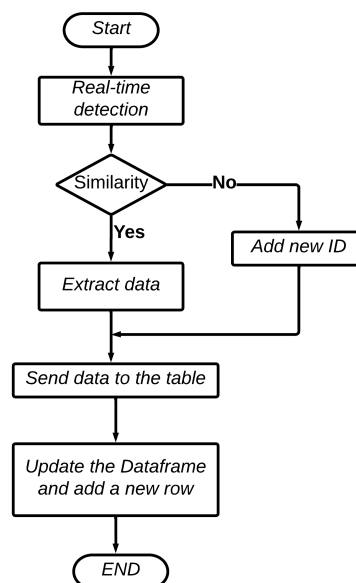 Start
Real-time
detection
Similarity
No
Yes
Add new ID
Extract data
Send data to the table
Update the Dataframe
and add a new row
END